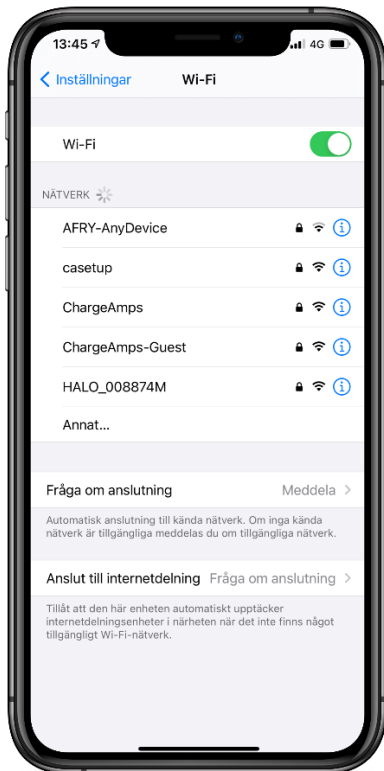 13:45
4G
Inställningar
Wi-Fi
Wi-Fi
NÄTVERK
AFRY-AnyDevice
casetup
ChargeAmps
ChargeAmps-Guest
HALO_008874M
Annat...
Fråga om anslutning Meddela
Automatisk anslutning till kända nätverk. Om inga kända
nätverk är tillgängliga meddelas du om tillgängliga nätverk.
Anslut till internetdelning Fråga om anslutning
Tillåt att den här enheten automatiskt upptäcker
internetdelningsenheter i närheten när det inte finns något
tillgängligt Wi-Fi-nätverk.